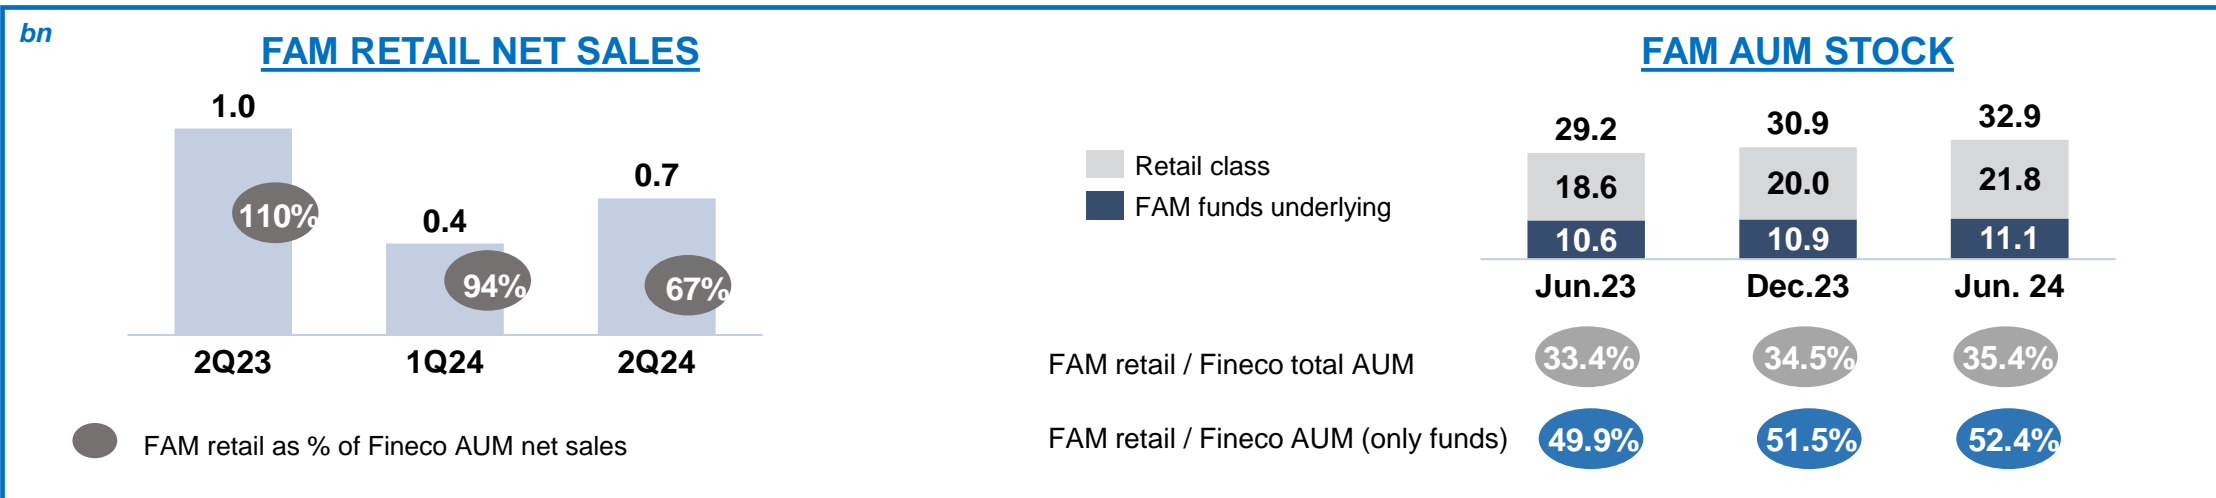 bn
FAM RETAIL NET SALES
1.0
0.4
0.7
110%
94%
67%
2Q23
1Q24
2Q24
FAM retail as % of Fineco AUM net sales
FAM AUM STOCK
Retail class
FAM funds underlying
29.2
30.9
32.9
18.6
20.0
21.8
10.6
10.9
11.1
Jun.23
Dec.23
Jun. 24
FAM retail / Fineco total AUM
33.4%
34.5%
35.4%
FAM retail / Fineco AUM (only funds)
49.9%
51.5%
52.4%